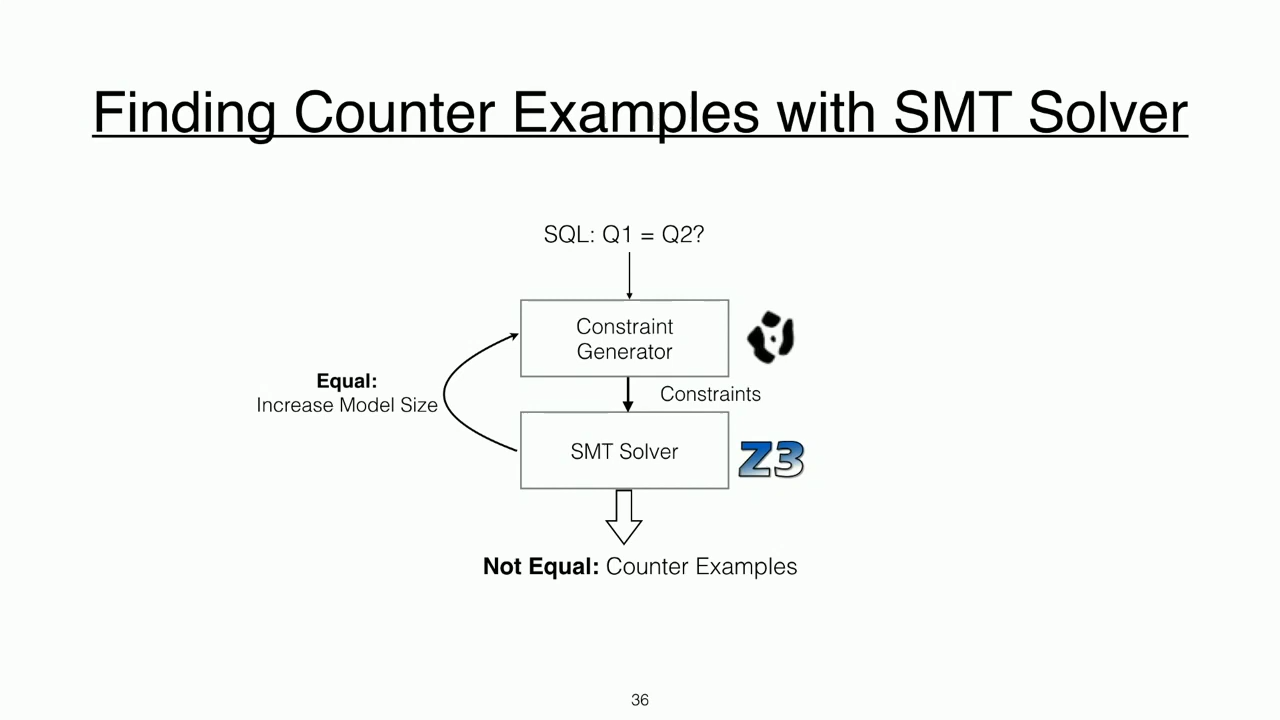 Finding Counter Examples with SMT Solver
SQL: Q1 = Q2?
Constraint
Generator
Equal:
Increase Model Size
Constraints
SMT Solver
Z3
Not Equal: Counter Examples
36